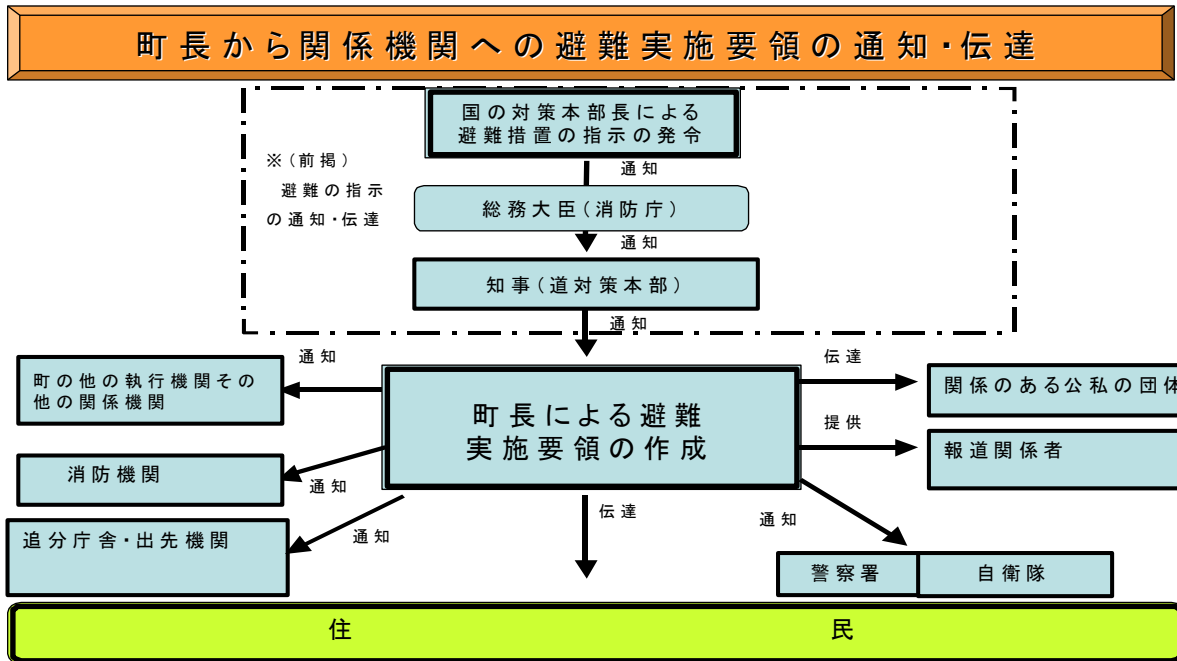 町長から関係機関への避難実施要領の通知・伝達
国の対策本部長による
避難措置の指示の発令
※(前掲)
避難の指示
の通知・伝達
通知
総務大臣(消防庁)
通知
知事(道対策本部)
通知
通知
伝達
町の他の執行機関その
他の関係機関
町長による避難
実施要領の作成
関係のある公私の団体
提供
消防機関
報道関係者
通知
追分庁舎・出先機関
通知
伝達
通知
警察署
自衛隊
住民